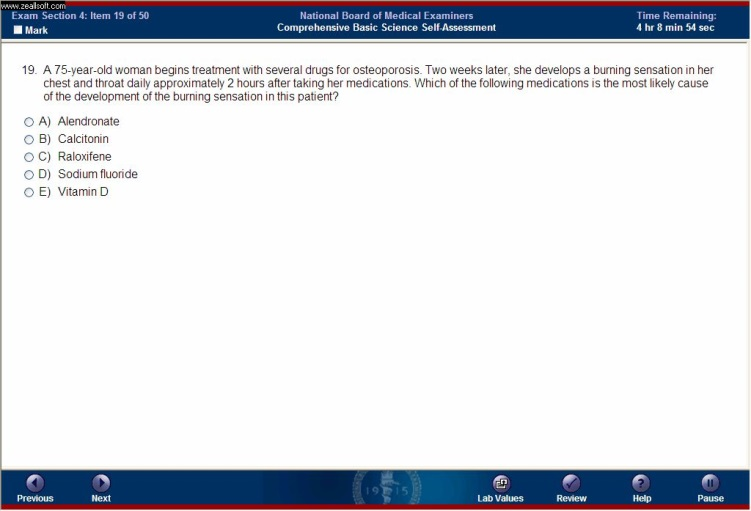 www.zeallsoft.com
Exam Section 4: Item 19 of 50 National Board of Medical Examiners Time Remaining:
Mark Comprehensive Basic Science Self-Assessment 4 hr 8 min 54 sec
19. A 75-year-old woman begins treatment with several drugs for osteoporosis. Two weeks later, she develops a burning sensation in her
chest and throat daily approximately 2 hours after taking her medications. Which of the following medications is the most likely cause
of the development of the burning sensation in this patient?
A) Alendronate
B) Calcitonin
C) Raloxifene
D) Sodium fluoride
E) Vitamin D
1915
Previous Next Lab Values Review Help Pause